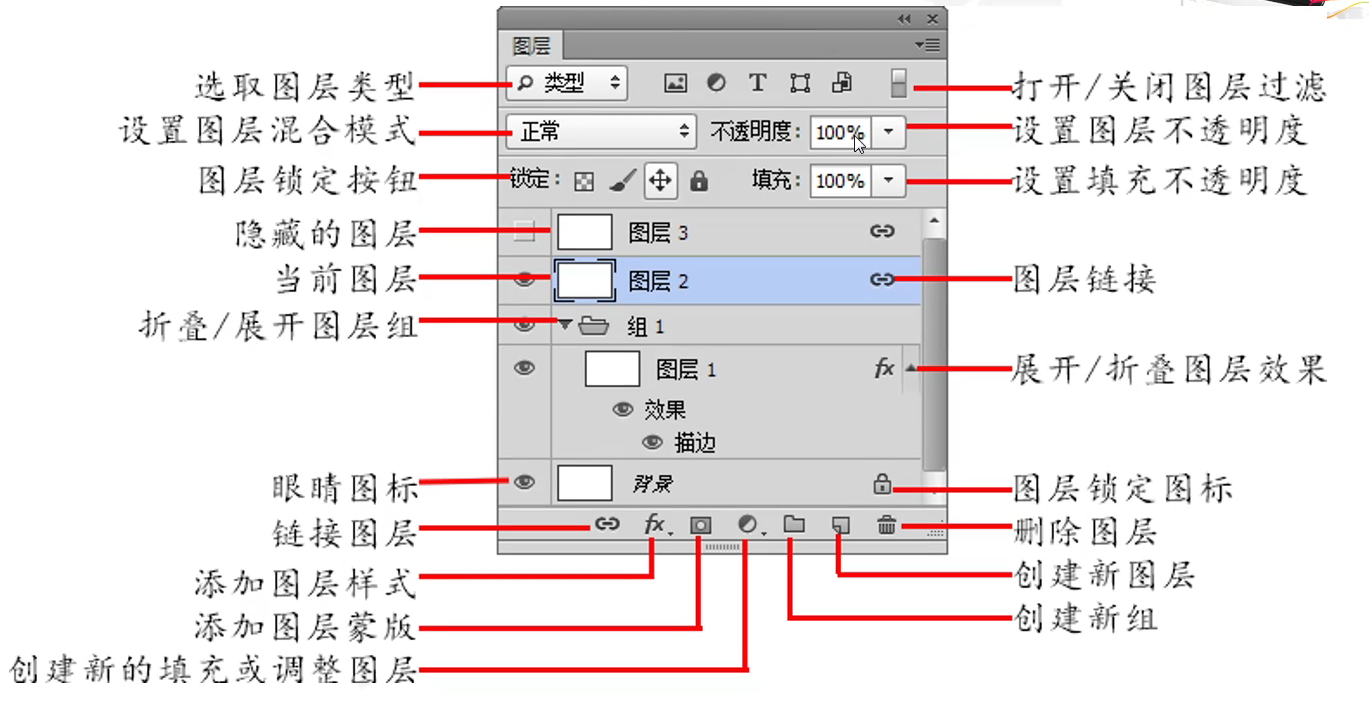 图层
选取图层类型 类型 T 打开/关闭图层过滤
设置图层混合模式 正常 不透明度: 100% 设置图层不透明度
图层锁定按钮 锁定: 填充: 100% 设置填充不透明度
隐藏的图层 图层 3
当前图层 图层 2 图层链接
折叠/展开图层组 组 1
图层 1 fx 展开/折叠图层效果
效果
描边
眼睛图标 背景 图层锁定图标
链接图层 fx 删除图层
添加图层样式 创建新图层
添加图层蒙版 创建新组
创建新的填充或调整图层